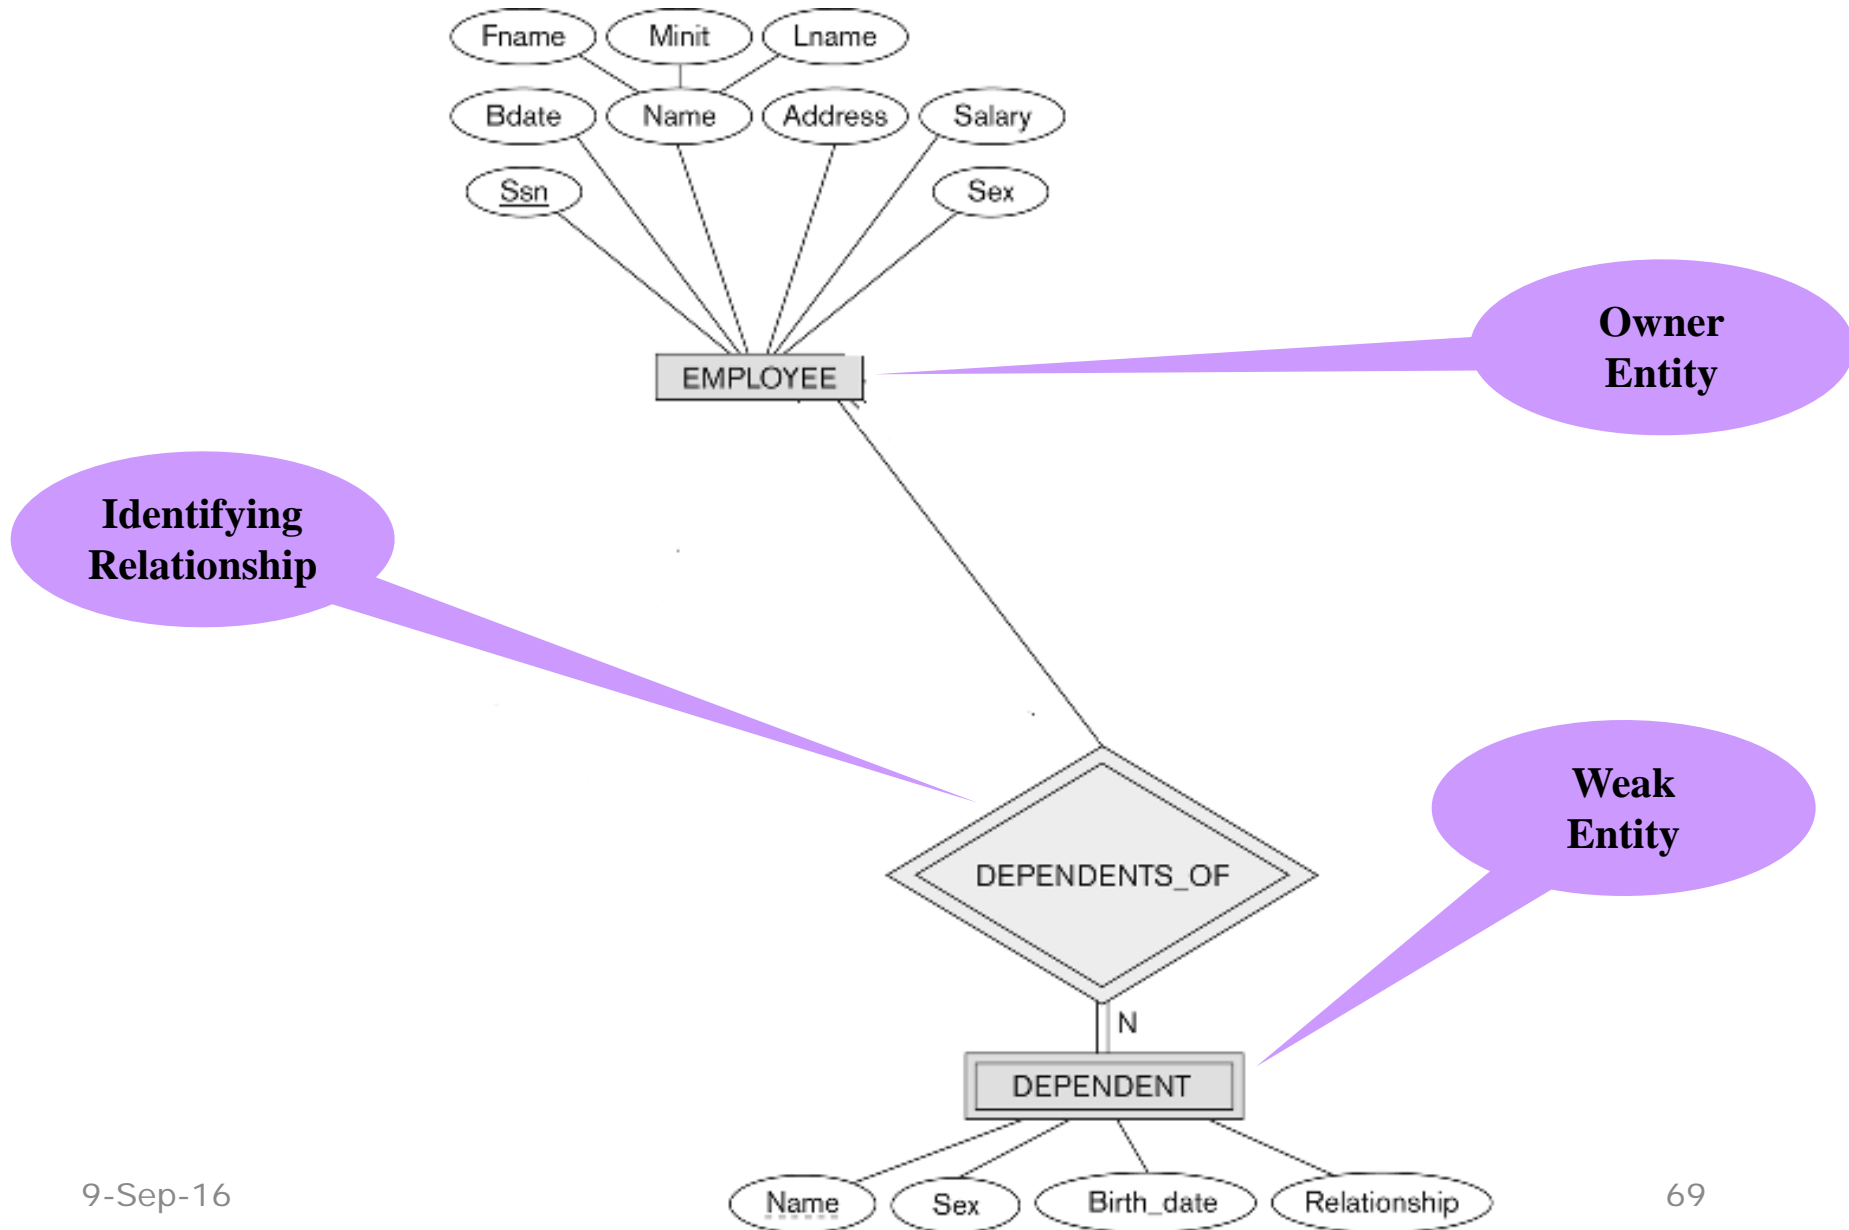 Fname Minit Lname
Bdate Name Address Salary
Ssn Sex
Owner
Entity
EMPLOYEE
Identifying
Relationship
Weak
Entity
DEPENDENTS_OF
N
DEPENDENT
Name Sex Birth_date Relationship
9-Sep-16 69